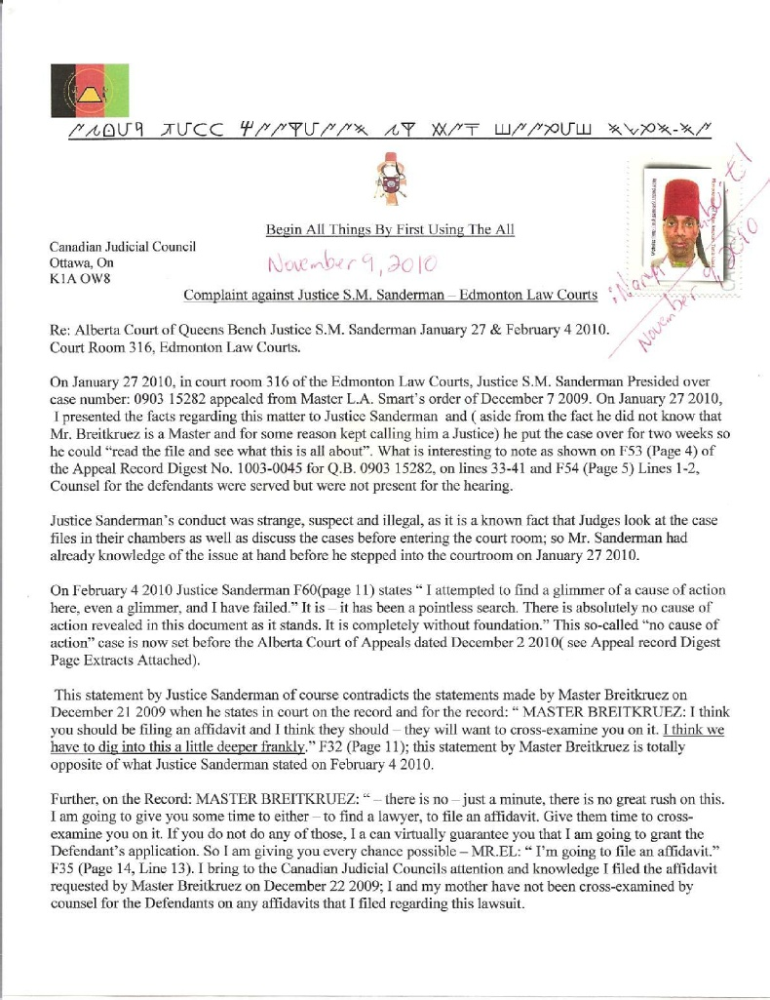 Begin All Things By First Using The All
Canadian Judicial Council
Ottawa, On
K1A OW8
November 9, 2010
Complaint against Justice S.M. Sanderman – Edmonton Law Courts
November 9, 2010
Re: Alberta Court of Queens Bench Justice S.M. Sanderman January 27 & February 4 2010.
Court Room 316, Edmonton Law Courts.
On January 27 2010, in court room 316 of the Edmonton Law Courts, Justice S.M. Sanderman Presided over
case number: 0903 15282 appealed from Master L.A. Smart's order of December 7 2009. On January 27 2010,
I presented the facts regarding this matter to Justice Sanderman and ( aside from the fact he did not know that
Mr. Breitkruez is a Master and for some reason kept calling him a Justice) he put the case over for two weeks so
he could “read the file and see what this is all about”. What is interesting to note as shown on F53 (Page 4) of
the Appeal Record Digest No. 1003-0045 for Q.B. 0903 15282, on lines 33-41 and F54 (Page 5) Lines 1-2,
Counsel for the defendants were served but were not present for the hearing.
Justice Sanderman's conduct was strange, suspect and illegal, as it is a known fact that Judges look at the case
files in their chambers as well as discuss the cases before entering the court room; so Mr. Sanderman had
already knowledge of the issue at hand before he stepped into the courtroom on January 27 2010.
On February 4 2010 Justice Sanderman F60(page 11) states “ I attempted to find a glimmer of a cause of action
here, even a glimmer, and I have failed.” It is – it has been a pointless search. There is absolutely no cause of
action revealed in this document as it stands. It is completely without foundation.” This so-called “no cause of
action” case is now set before the Alberta Court of Appeals dated December 2 2010( see Appeal record Digest
Page Extracts Attached).
This statement by Justice Sanderman of course contradicts the statements made by Master Breitkruez on
December 21 2009 when he states in court on the record and for the record: “ MASTER BREITKRUEZ: I think
you should be filing an affidavit and I think they should – they will want to cross-examine you on it. I think we
have to dig into this a little deeper frankly.” F32 (Page 11); this statement by Master Breitkruez is totally
opposite of what Justice Sanderman stated on February 4 2010.
Further, on the Record: MASTER BREITKRUEZ: “ – there is no – just a minute, there is no great rush on this.
I am going to give you some time to either – to find a lawyer, to file an affidavit. Give them time to cross-
examine you on it. If you do not do any of those, I a can virtually guarantee you that I am going to grant the
Defendant's application. So I am giving you every chance possible – MR.EL: “ I'm going to file an affidavit.”
F35 (Page 14, Line 13). I bring to the Canadian Judicial Councils attention and knowledge I filed the affidavit
requested by Master Breitkruez on December 22 2009; I and my mother have not been cross-examined by
counsel for the Defendants on any affidavits that I filed regarding this lawsuit.